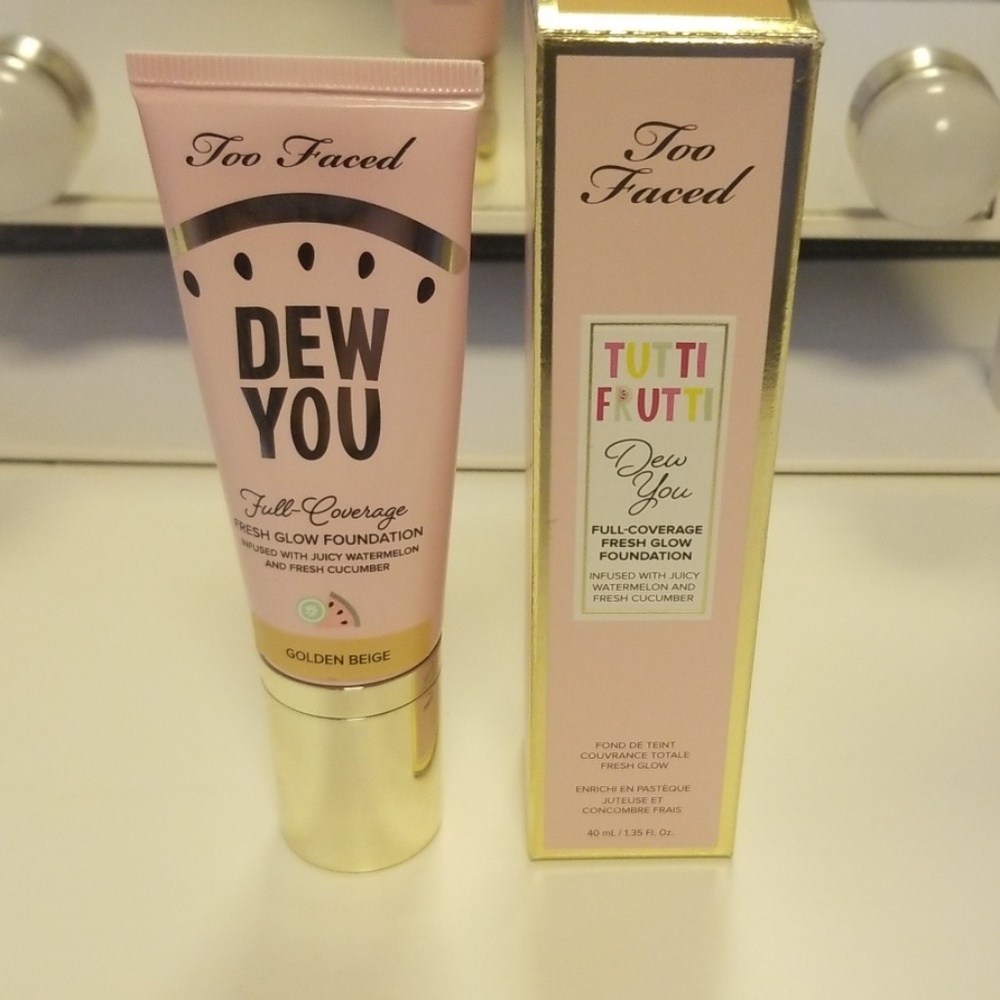 Too Faced
DEW
YOU
Full-Coverage
FRESH GLOW FOUNDATION
INFUSED WITH JUICY WATERMELON
AND FRESH CUCUMBER
GOLDEN BEIGE
Too
Faced
TUTTI
FRUTTI
Dew
You
FULL-COVERAGE
FRESH GLOW
FOUNDATION
INFUSED WITH JUICY
WATERMELON AND
FRESH CUCUMBER
FOND DE TEINT
COUVRANCE TOTALE
FRESH GLOW
ENRICHI EN PASTÈQUE
JUTEUSE ET
CONCOMBRE FRAIS
40 mL / 1.35 Fl. Oz.